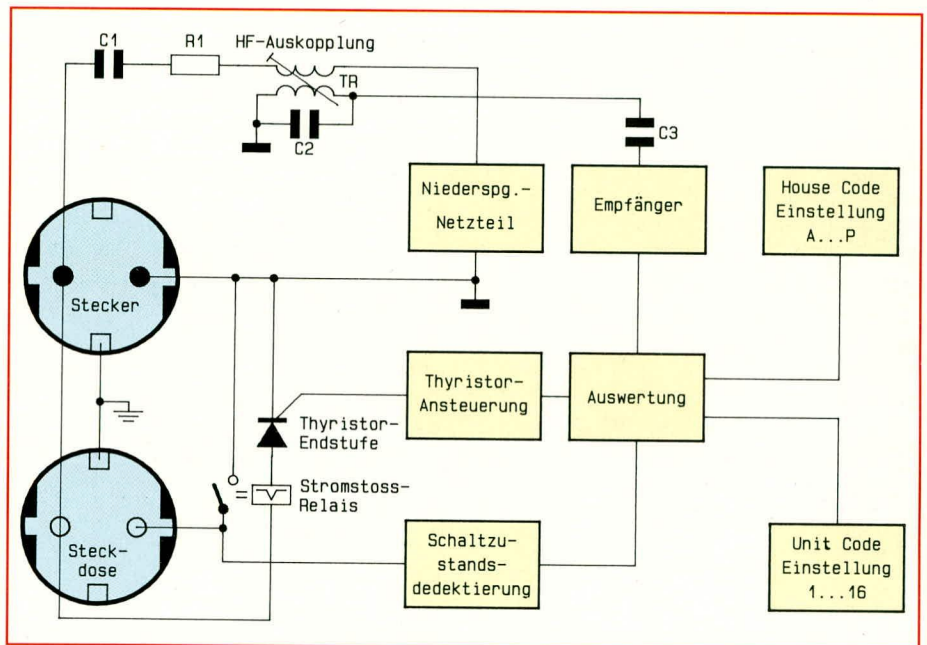 C1
R1
HF-Auskopplung
TR
C2
C3
Niederspg.-
Netzteil
Empfänger
House Code
Einstellung
A...P
Stecker
Thyristor-
Ansteuerung
Auswertung
Thyristor-
Endstufe
=
Stromstoss-
Relais
Steck-
dose
Schaltzu-
stands-
dedektierung
Unit Code
Einstellung
1...16